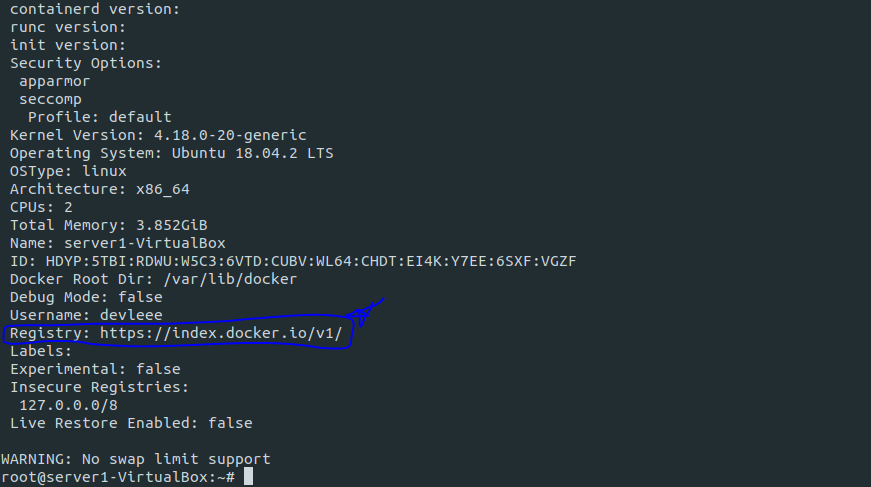 containerd version:
runc version:
init version:
Security Options:
apparmor
seccomp
Profile: default
Kernel Version: 4.18.0-20-generic
Operating System: Ubuntu 18.04.2 LTS
OSType: linux
Architecture: x86_64
CPUs: 2
Total Memory: 3.852GiB
Name: server1-VirtualBox
ID: HDYP:5TBI:RDWU:W5C3:6VTD:CUBV:WL64:CHDT:EI4K:Y7EE:6SXF:VGZF
Docker Root Dir: /var/lib/docker
Debug Mode: false
Username: devleee
Registry: https://index.docker.io/v1/
Labels:
Experimental: false
Insecure Registries:
127.0.0.0/8
Live Restore Enabled: false
WARNING: No swap limit support
root@server1-VirtualBox:~#